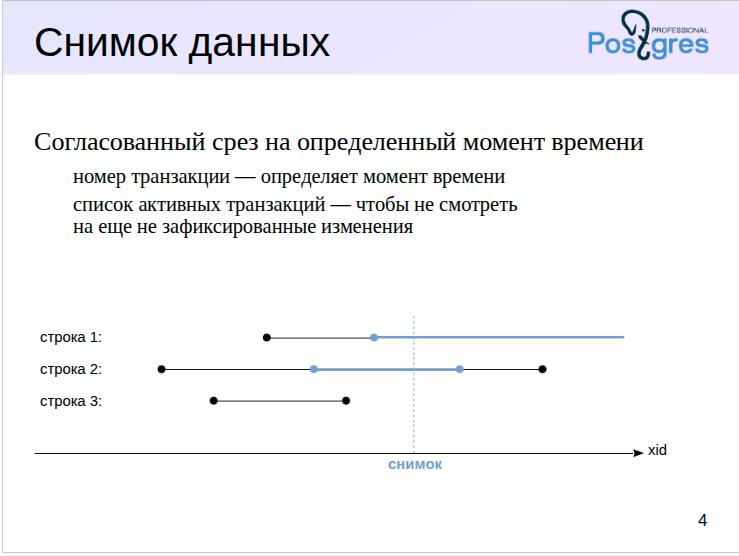 Снимок данных
PROFESSIONAL
Postgres
Согласованный срез на определенный момент времени
номер транзакции — определяет момент времени
список активных транзакций — чтобы не смотреть
на еще не зафиксированные изменения
строка 1:
строка 2:
строка 3:
xid
снимок
4